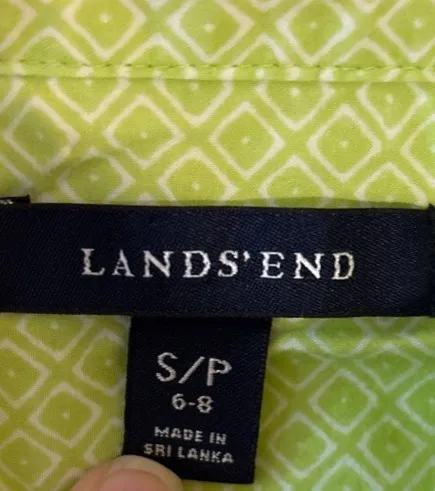 LANDS' END
S/P
6-8
MADE IN
SRI LANKA